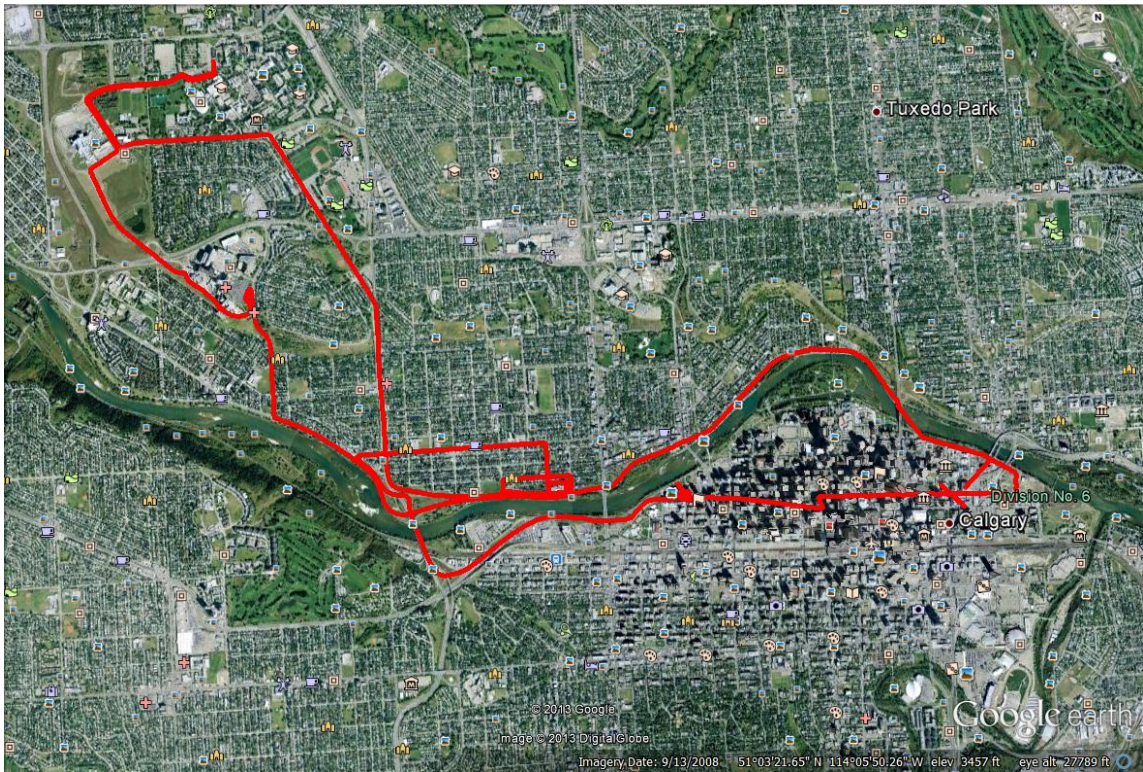 N
Tuxedo Park
Division No. 6
Calgary
© 2013 Google
Image © 2013 DigitalGlobe
Google earth
Imagery Date: 9/13/2008 51°03'21.65" N 114°05'50.26" W elev 3457 ft eye alt 27789 ft